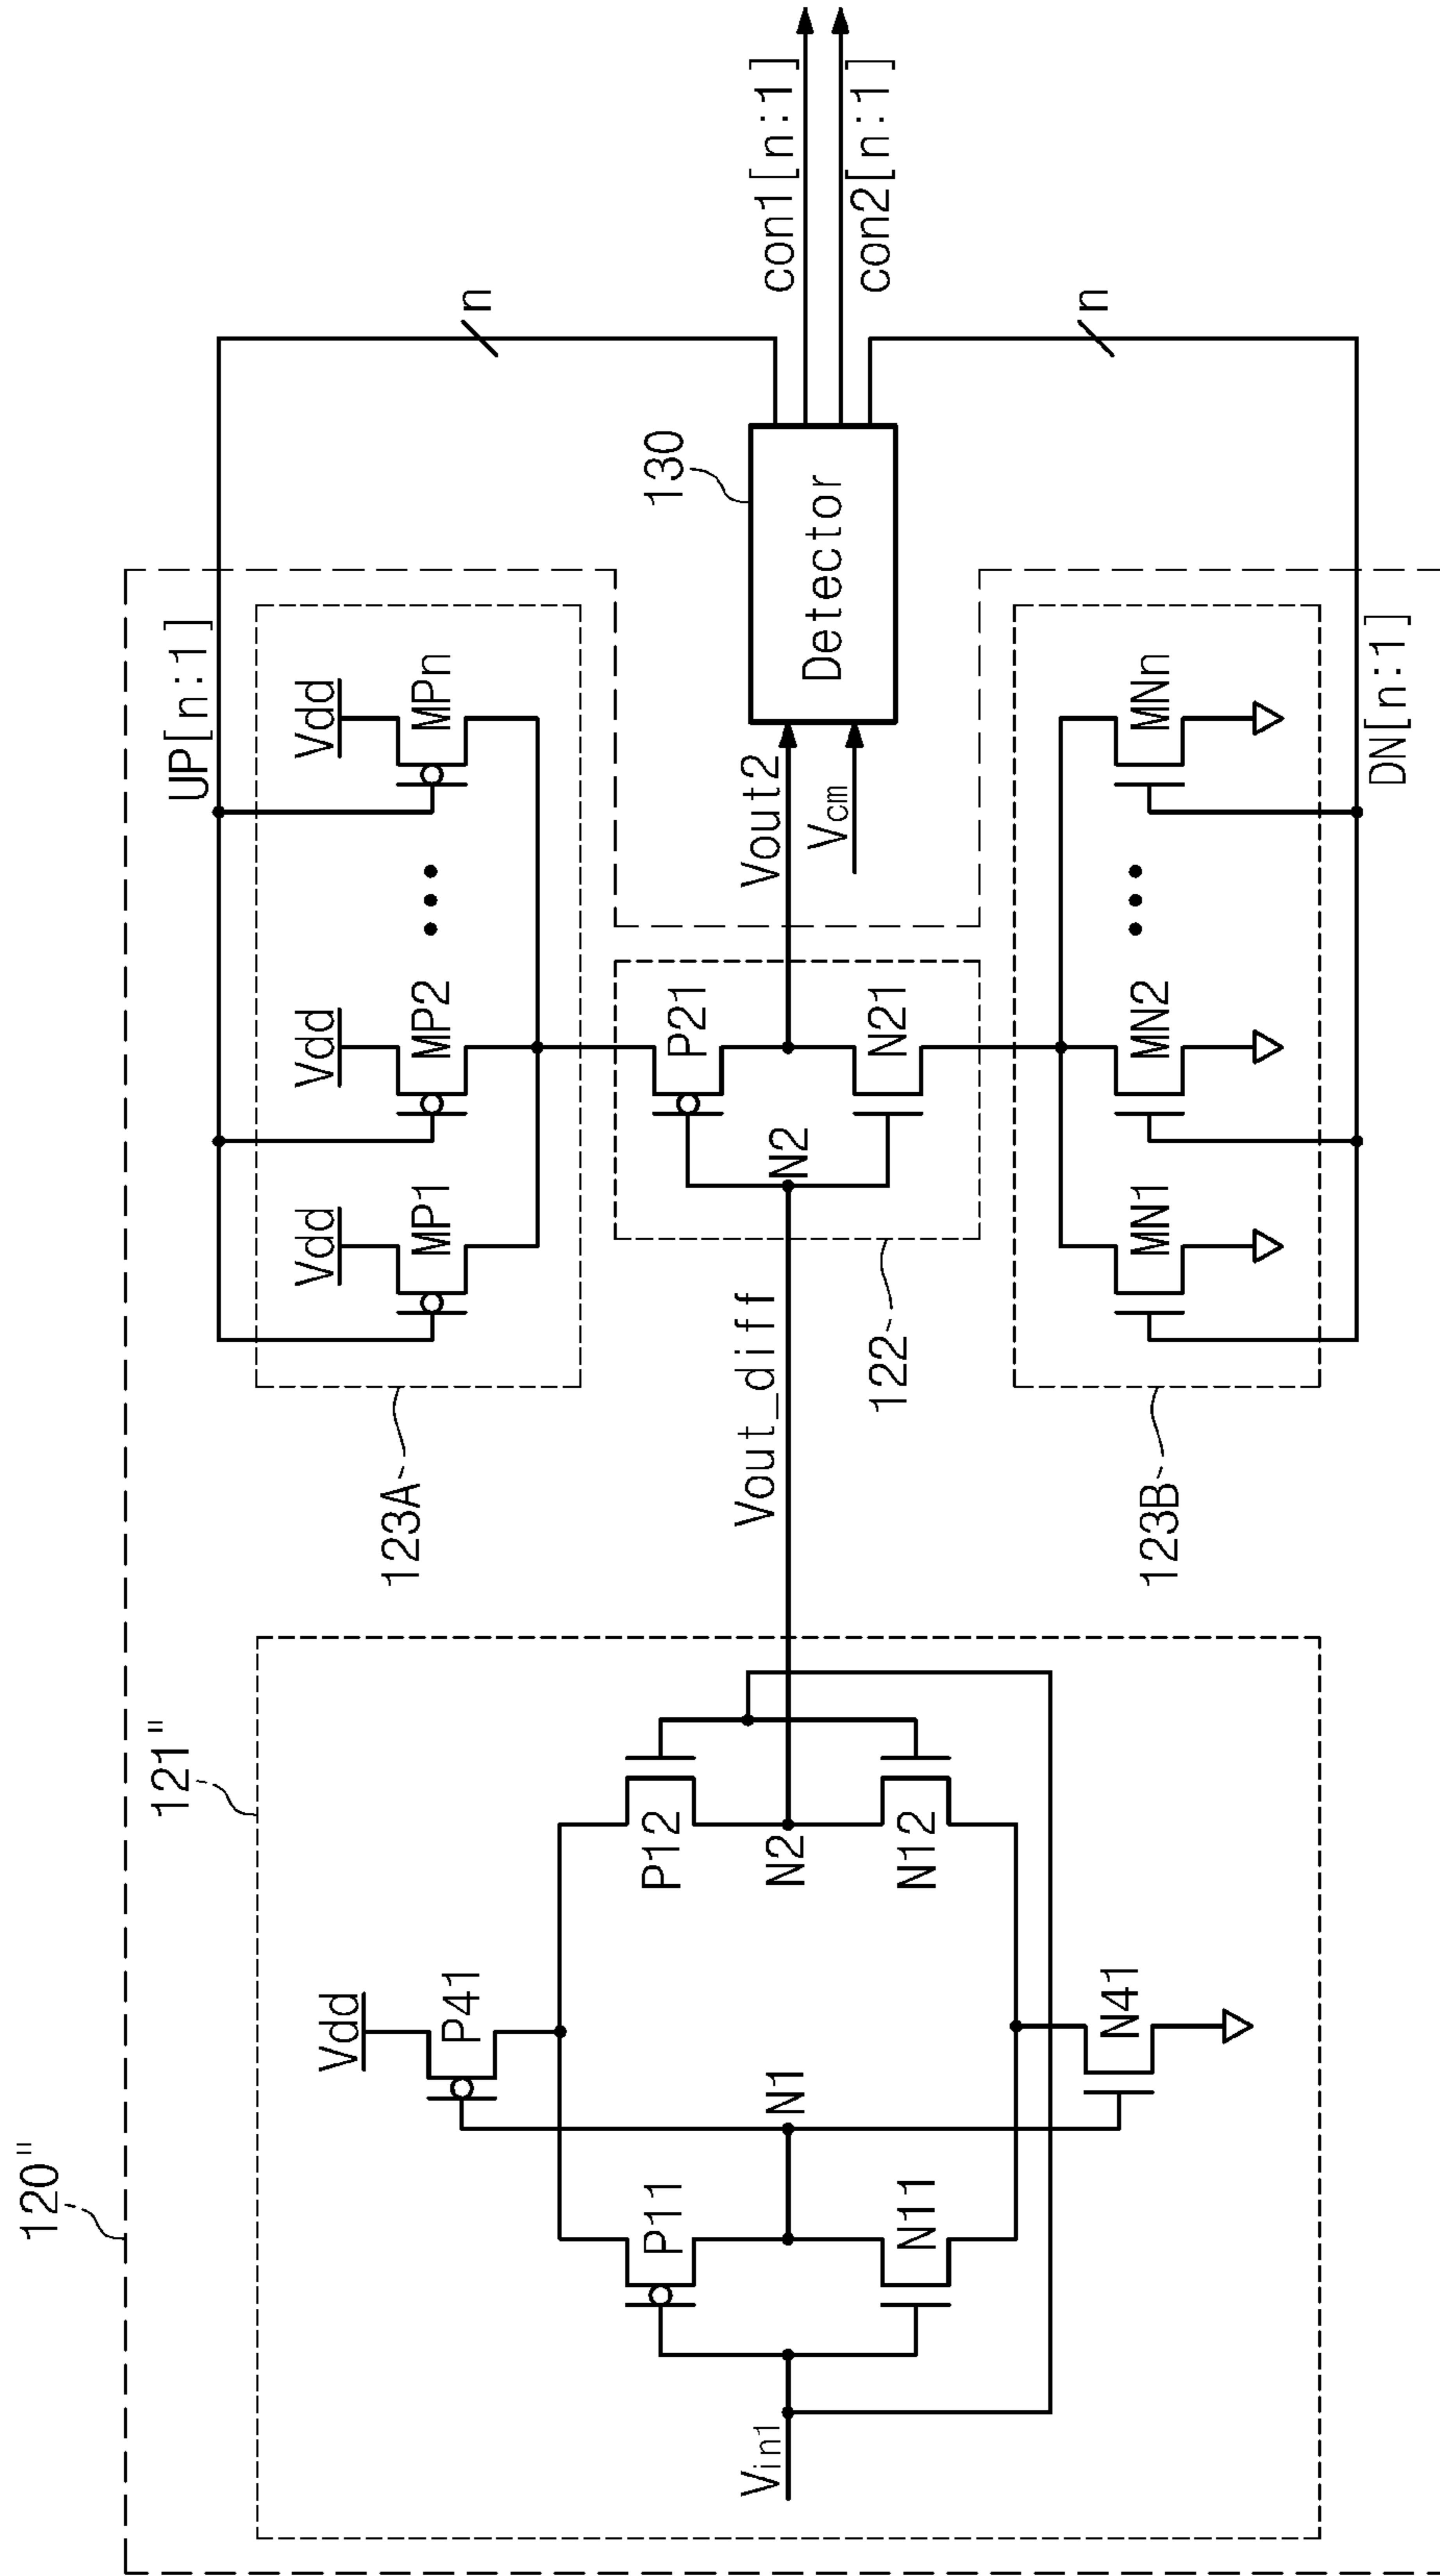 120"
121"
Vin1
Vdd
P41
P11
N1
N11
N41
P12
N2
N12
Vout_diff
123A
122
123B
UP[n:1]
Vdd
MP1
Vdd
MP2
Vdd
MPn
N2
P21
N21
MN1
MN2
MNn
DN[n:1]
Vout2
Vcm
130
Detector
n
n
con1[n:1]
con2[n:1]